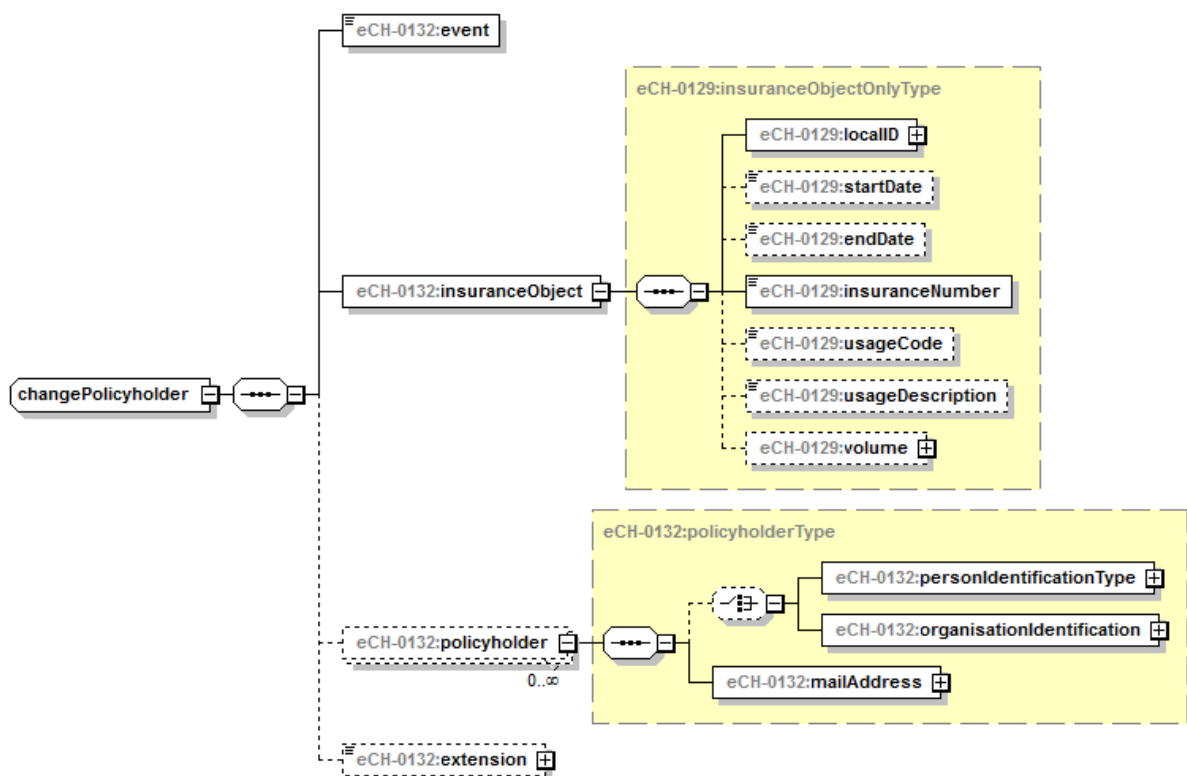 eCH-0132:event
eCH-0129:insuranceObjectOnlyType
eCH-0129:localID
eCH-0129:startDate
eCH-0129:endDate
eCH-0132:insuranceObject
eCH-0129:insuranceNumber
eCH-0129:usageCode
eCH-0129:usageDescription
eCH-0129:volume
changePolicyholder
eCH-0132:policyholderType
eCH-0132:personIdentificationType
eCH-0132:organisationIdentification
eCH-0132:policyholder
0..∞
eCH-0132:mailAddress
eCH-0132:extension